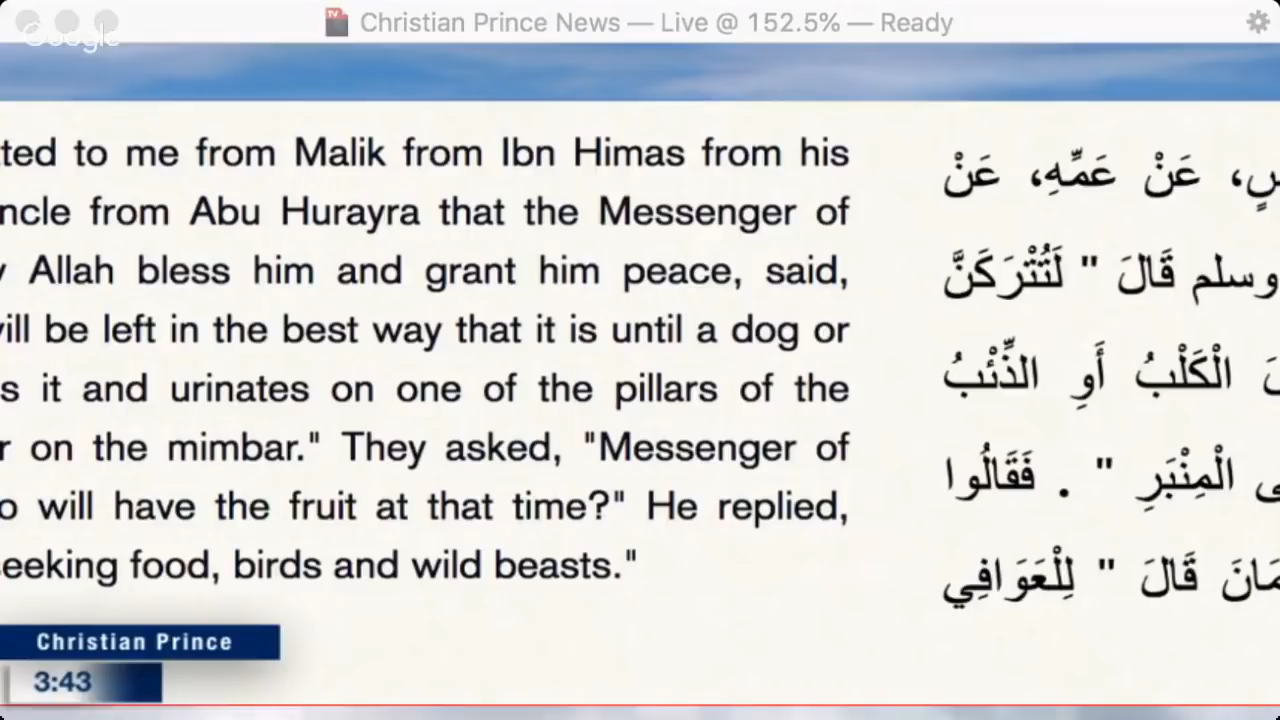 Christian Prince News — Live @ 152.5% — Ready
Google
ted to me from Malik from Ibn Himas from his
ncle from Abu Hurayra that the Messenger of
y Allah bless him and grant him peace, said,
vill be left in the best way that it is until a dog or
s it and urinates on one of the pillars of the
r on the mimbar." They asked, "Messenger of
o will have the fruit at that time?" He replied,
eeking food, birds and wild beasts."
سٍ، عَنْ عَمِّهِ، عَنْ
وسلم قَالَ " لَتُتْرَكَنَّ
الْكَلْبُ أَوِ الذِّئْبُ
ى الْمِنْبَرِ " . فَقَالُوا
مَانَ قَالَ " لِلْعَوَافِي
Christian Prince
3:43